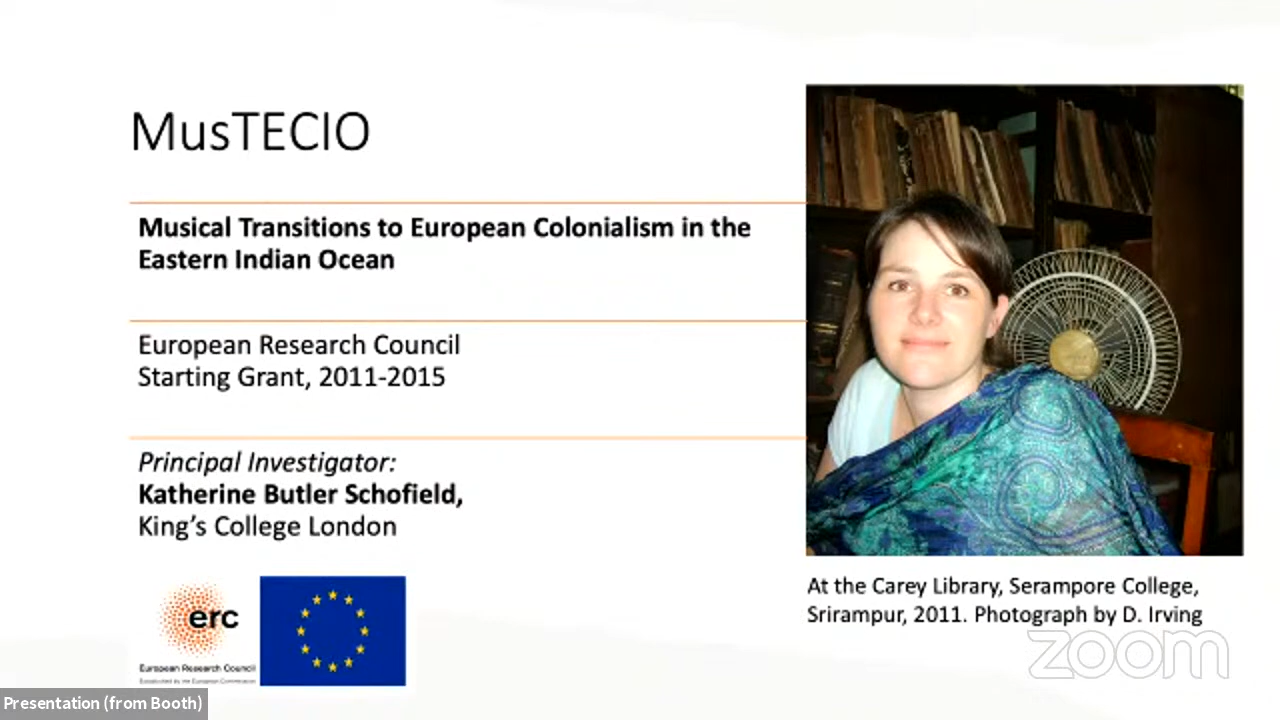 MusTECIO
Musical Transitions to European Colonialism in the
Eastern Indian Ocean
European Research Council
Starting Grant, 2011-2015
Principal Investigator:
Katherine Butler Schofield,
King's College London
erc
European Research Council
Established by the European Commission
At the Carey Library, Serampore College,
Srirampur, 2011. Photograph by D. Irving
zoom
Presentation (from Booth)